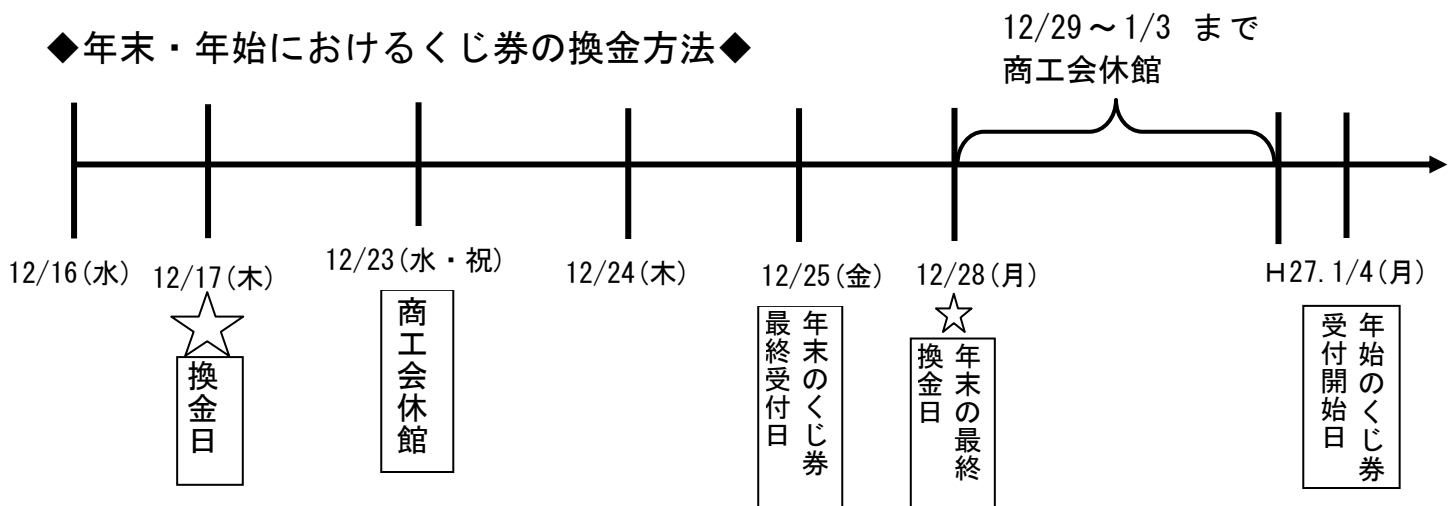 ◆年末・年始におけるくじ券の換金方法◆
12/29～1/3 まで
商工会休館
12/16(水)
12/17(木)
12/23(水・祝)
12/24(木)
12/25(金)
12/28(月)
H27.1/4(月)
☆
換金日
商工会休館
年末のくじ券
最終受付日
☆
年末の最終
換金日
年始のくじ券
受付開始日